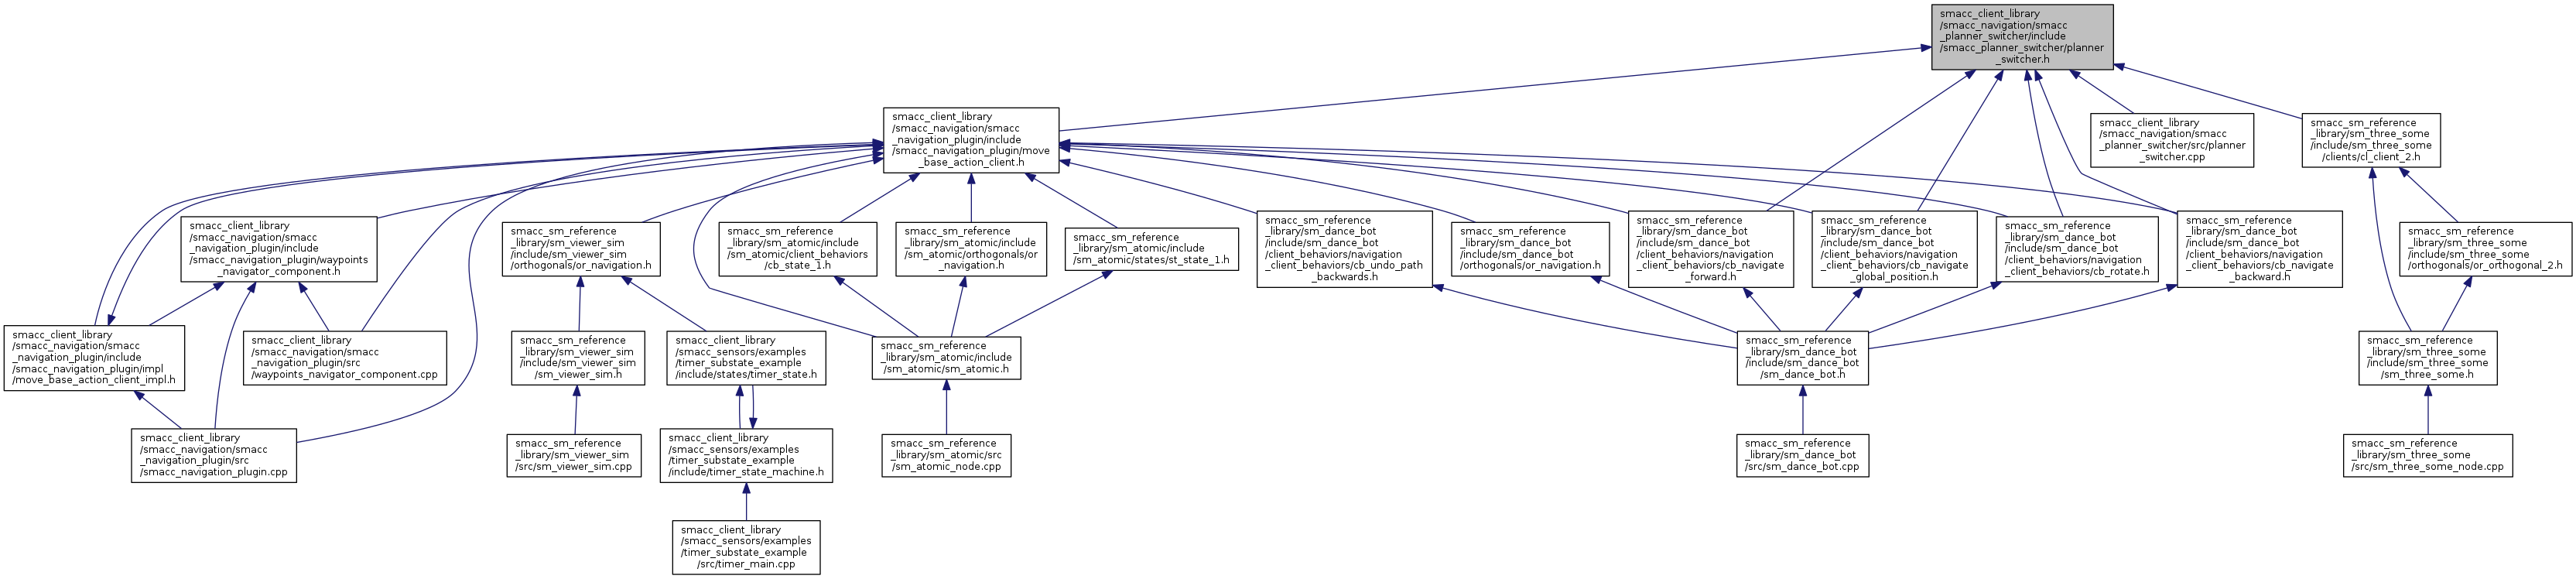 smacc_client_library
/smacc_navigation/smacc
_planner_switcher/include
/smacc_planner_switcher/planner
_switcher.h
smacc_client_library
/smacc_navigation/smacc
_navigation_plugin/include
/smacc_navigation_plugin/move
_base_action_client.h
smacc_client_library
/smacc_navigation/smacc
_planner_switcher/src/planner
_switcher.cpp
smacc_sm_reference
_library/sm_three_some
/include/sm_three_some
/clients/cl_client_2.h
smacc_client_library
/smacc_navigation/smacc
_navigation_plugin/include
/smacc_navigation_plugin/waypoints
_navigator_component.h
smacc_sm_reference
_library/sm_viewer_sim
/include/sm_viewer_sim
/orthogonals/or_navigation.h
smacc_sm_reference
_library/sm_atomic/include
/sm_atomic/client_behaviors
/cb_state_1.h
smacc_sm_reference
_library/sm_atomic/include
/sm_atomic/orthogonals/or
_navigation.h
smacc_sm_reference
_library/sm_atomic/include
/sm_atomic/states/st_state_1.h
smacc_sm_reference
_library/sm_dance_bot
/include/sm_dance_bot
/client_behaviors/navigation
_client_behaviors/cb_undo_path
_backwards.h
smacc_sm_reference
_library/sm_dance_bot
/include/sm_dance_bot
/orthogonals/or_navigation.h
smacc_sm_reference
_library/sm_dance_bot
/include/sm_dance_bot
/client_behaviors/navigation
_client_behaviors/cb_navigate
_forward.h
smacc_sm_reference
_library/sm_dance_bot
/include/sm_dance_bot
/client_behaviors/navigation
_client_behaviors/cb_navigate
_global_position.h
smacc_sm_reference
_library/sm_dance_bot
/include/sm_dance_bot
/client_behaviors/navigation
_client_behaviors/cb_rotate.h
smacc_sm_reference
_library/sm_dance_bot
/include/sm_dance_bot
/client_behaviors/navigation
_client_behaviors/cb_navigate
_backward.h
smacc_sm_reference
_library/sm_three_some
/include/sm_three_some
/orthogonals/or_orthogonal_2.h
smacc_client_library
/smacc_navigation/smacc
_navigation_plugin/include
/smacc_navigation_plugin/impl
/move_base_action_client_impl.h
smacc_client_library
/smacc_navigation/smacc
_navigation_plugin/src
/waypoints_navigator_component.cpp
smacc_sm_reference
_library/sm_viewer_sim
/include/sm_viewer_sim
/sm_viewer_sim.h
smacc_client_library
/smacc_sensors/examples
/timer_substate_example
/include/states/timer_state.h
smacc_sm_reference
_library/sm_atomic/include
/sm_atomic/sm_atomic.h
smacc_sm_reference
_library/sm_dance_bot
/include/sm_dance_bot
/sm_dance_bot.h
smacc_sm_reference
_library/sm_three_some
/include/sm_three_some
/sm_three_some.h
smacc_client_library
/smacc_navigation/smacc
_navigation_plugin/src
/smacc_navigation_plugin.cpp
smacc_sm_reference
_library/sm_viewer_sim
/src/sm_viewer_sim.cpp
smacc_client_library
/smacc_sensors/examples
/timer_substate_example
/include/timer_state_machine.h
smacc_sm_reference
_library/sm_atomic/src
/sm_atomic_node.cpp
smacc_sm_reference
_library/sm_dance_bot
/src/sm_dance_bot.cpp
smacc_sm_reference
_library/sm_three_some
/src/sm_three_some_node.cpp
smacc_client_library
/smacc_sensors/examples
/timer_substate_example
/src/timer_main.cpp